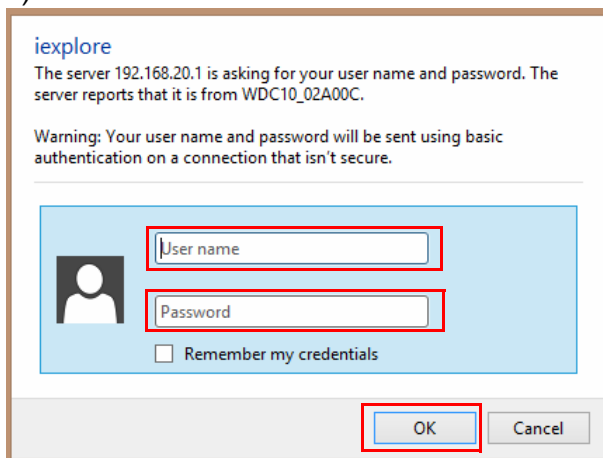 iexplore
The server 192.168.20.1 is asking for your user name and password. The
server reports that it is from WDC10_02A00C.
Warning: Your user name and password will be sent using basic
authentication on a connection that isn't secure.
User name
Password
Remember my credentials
OK Cancel